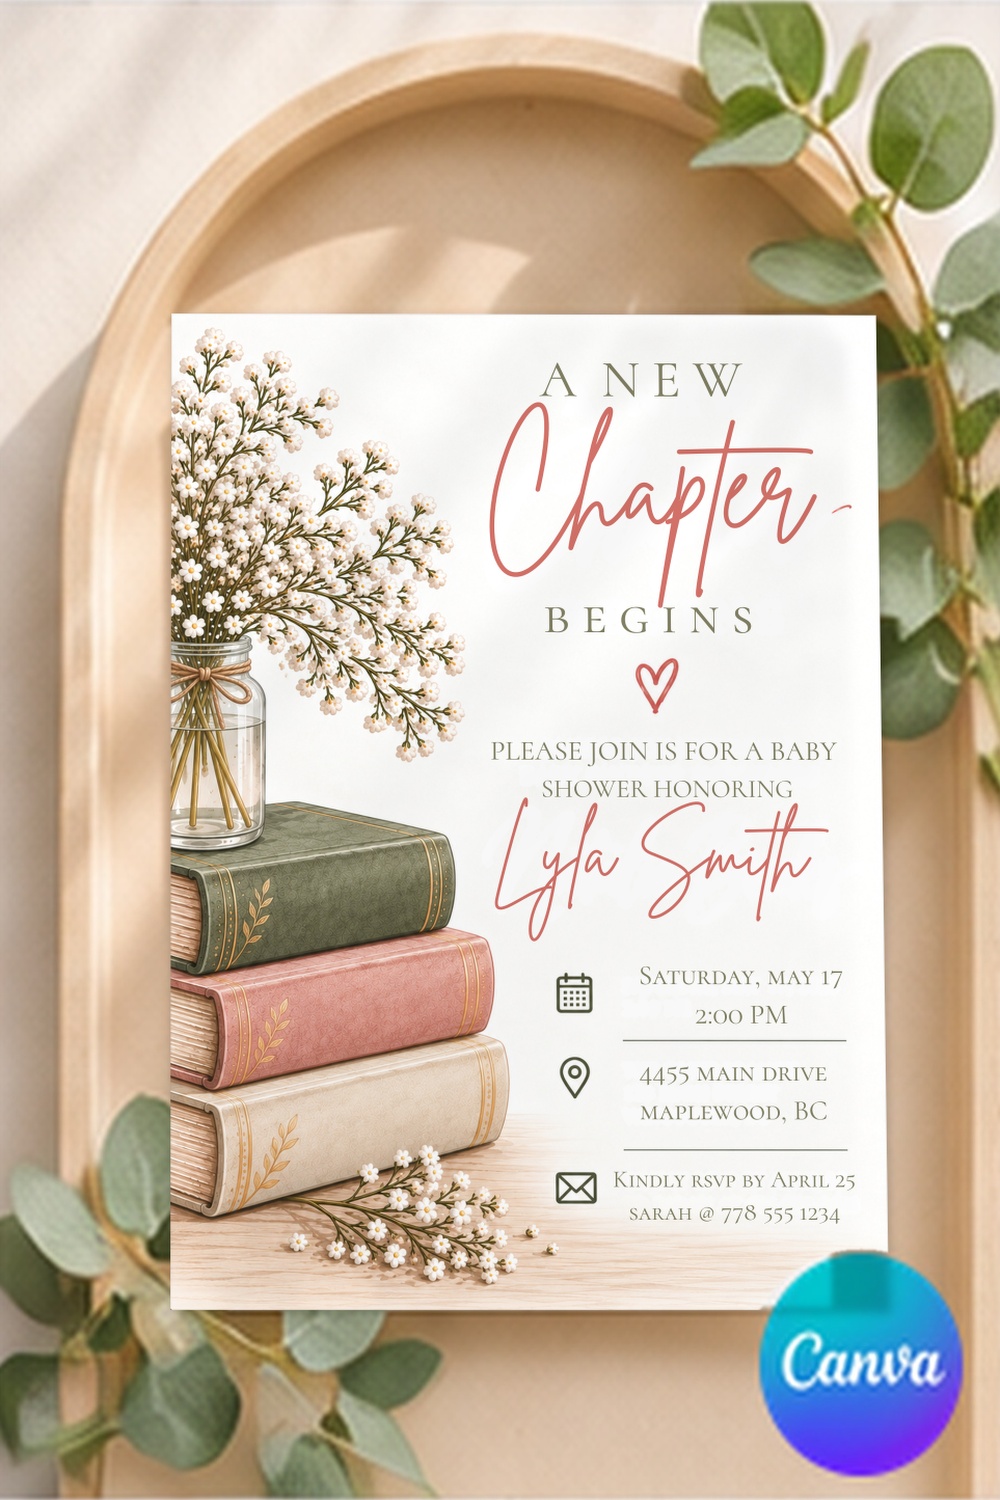 A NEW
Chapter
BEGINS
PLEASE JOIN IS FOR A BABY
SHOWER HONORING
Lyla Smith
SATURDAY, MAY 17
2:00 PM
4455 MAIN DRIVE
MAPLEWOOD, BC
KINDLY RSVP BY APRIL 25
SARAH @ 778 555 1234
Canva